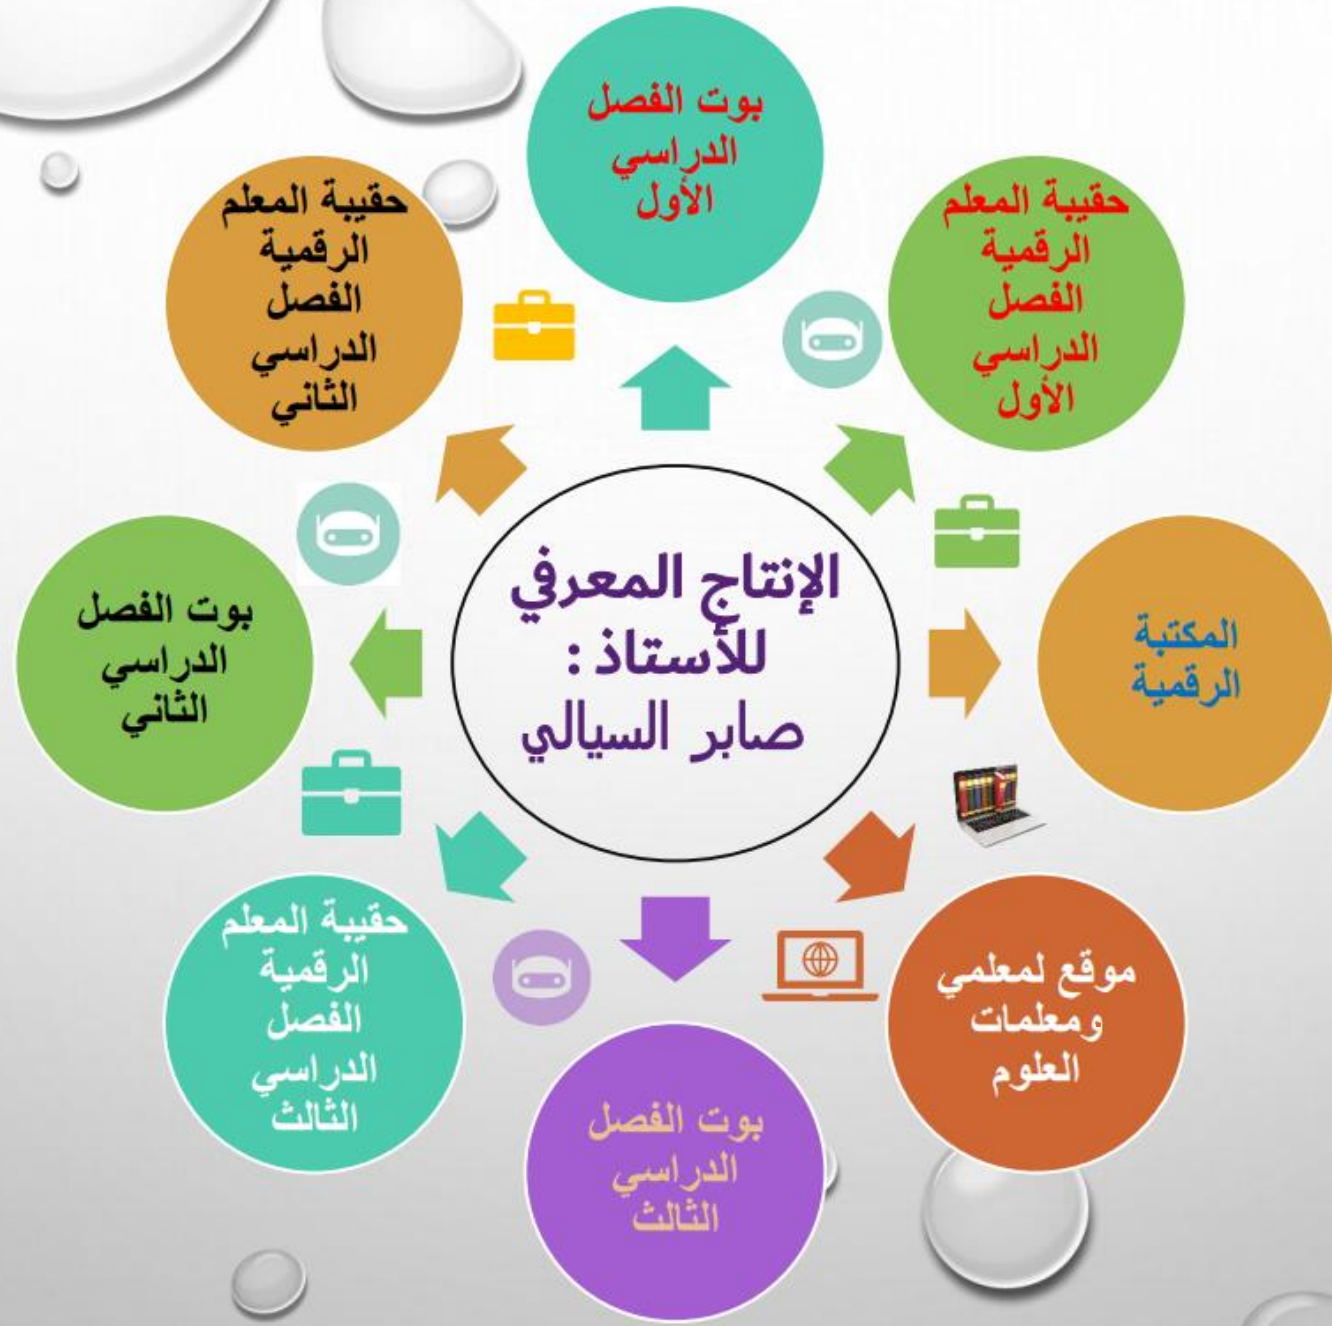 بوت الفصل
الدراسي
الأول
حقيبة المعلم
الرقمية
الفصل
الدراسي
الأول
المكتبة
الرقمية
موقع لمعلمي
ومعلمات
العلوم
بوت الفصل
الدراسي
الثالث
حقيبة المعلم
الرقمية
الفصل
الدراسي
الثالث
بوت الفصل
الدراسي
الثاني
حقيبة المعلم
الرقمية
الفصل
الدراسي
الثاني
الإنتاج المعرفي
للأستاذ :
صابر السيالي